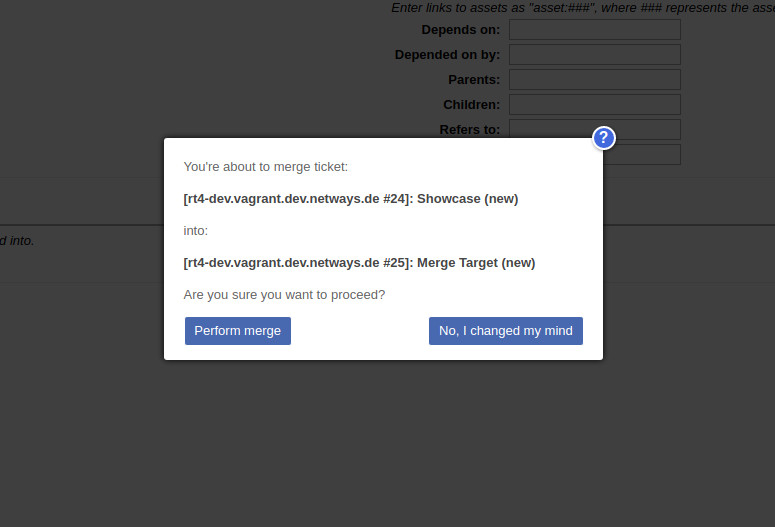 Enter links to assets as "asset:###", where ### represents the asse
Depends on:
Depended on by:
Parents:
Children:
Refers to:
?
You're about to merge ticket:
[rt4-dev.vagrant.dev.netways.de #24]: Showcase (new)
into:
d into.
[rt4-dev.vagrant.dev.netways.de #25]: Merge Target (new)
Are you sure you want to proceed?
Perform merge
No, I changed my mind